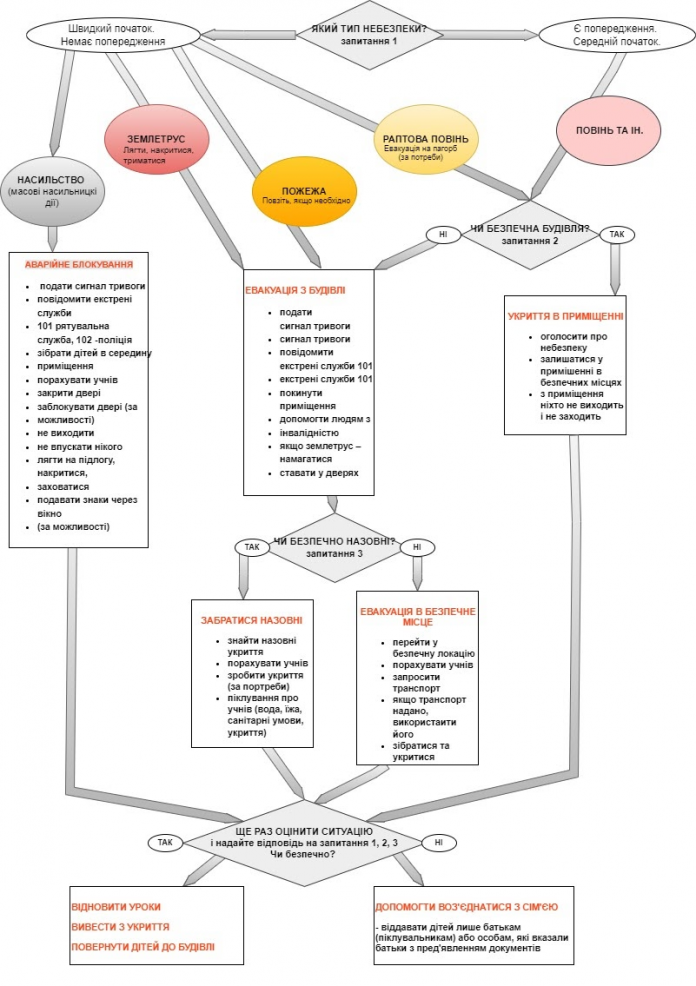 ЯКИЙ ТИП НЕБЕЗПЕКИ?
запитання 1
Швидкий початок.
Немає попередження
Є попередження.
Середній початок.
ЗЕМЛЕТРУС
Лягти, накритися,
триматися
РАПТОВА ПОВІНЬ
Евакуація на пагорб
(за потреби)
ПОВІНЬ ТА ІН.
НАСИЛЬСТВО
(масові насильницкі
дії)
ПОЖЕЖА
Повзіть, якщо необхідно
ЧИ БЕЗПЕЧНА БУДІВЛЯ?
запитання 2
НІ
ТАК
АВАРІЙНЕ БЛОКУВАННЯ
• подати сигнал тривоги
• повідомити екстрені
служби
• 101 рятувальна
служба, 102 -поліція
• зібрати дітей в середину
• приміщення
• порахувати учнів
• закрити двері
• заблокувати двері (за
• можливості)
• не виходити
• не впускати нікого
• лягти на підлогу,
накритися,
• заховатися
• подавати знаки через
вікно
• (за можливості)
ЕВАКУАЦІЯ З БУДІВЛІ
• подати
сигнал тривоги
• сигнал тривоги
• повідомити
екстрені служби 101
• екстрені служби 101
• покинути
приміщення
• допомогти людям з
• інвалідністю
• якщо землетрус –
намагатися
• ставати у дверях
УКРИТТЯ В ПРИМІЩЕННІ
• оголосити про
небезпеку
• залишатися у
примішенні в
безпечних місцях
• з приміщення
ніхто не виходить
і не заходить
ЧИ БЕЗПЕЧНО НАЗОВНІ?
запитання 3
ТАК
НІ
ЗАБРАТИСЯ НАЗОВНІ
• знайти назовні
укриття
• порахувати учнів
• зробити укриття
(за портреби)
• піклування про
учнів (вода, їжа,
санітарні умови,
укриття)
ЕВАКУАЦІЯ В БЕЗПЕЧНЕ
МІСЦЕ
• перейти у
безпечну локацію
• порахувати учнів
• запросити
транспорт
• якщо транспорт
надано,
використаити
його
• зібратися та
укритися
ЩЕ РАЗ ОЦІНИТИ СИТУАЦІЮ
і надайте відповідь на запитання 1, 2, 3
Чи безпечно?
ТАК
НІ
ВІДНОВИТИ УРОКИ
ВИВЕСТИ З УКРИТТЯ
ПОВЕРНУТИ ДІТЕЙ ДО БУДІВЛІ
ДОПОМОГТИ ВОЗ'ЄДНАТИСЯ З СІМ'ЄЮ
- віддавати дітей лише батькам
(піклувальникам) або особам, які вказали
батьки з пред'явленням документів